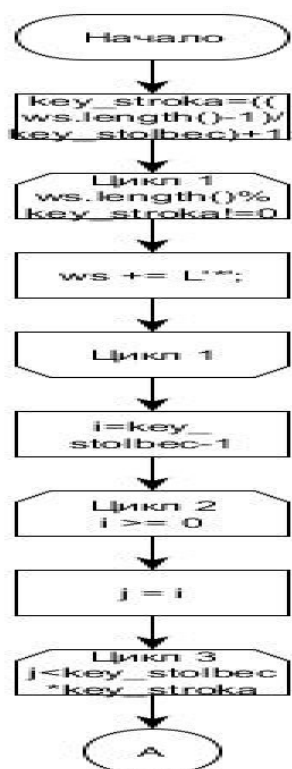 Начало
key_stroka=((
ws.length()-1)/
key_stolbec)+1
Цикл 1
ws.length()%
key_stroka!=0
ws += L'*';
Цикл 1
i=key_
stolbec-1
Цикл 2
i >= 0
j = i
Цикл 3
j<key_stolbec
*key_stroka
A